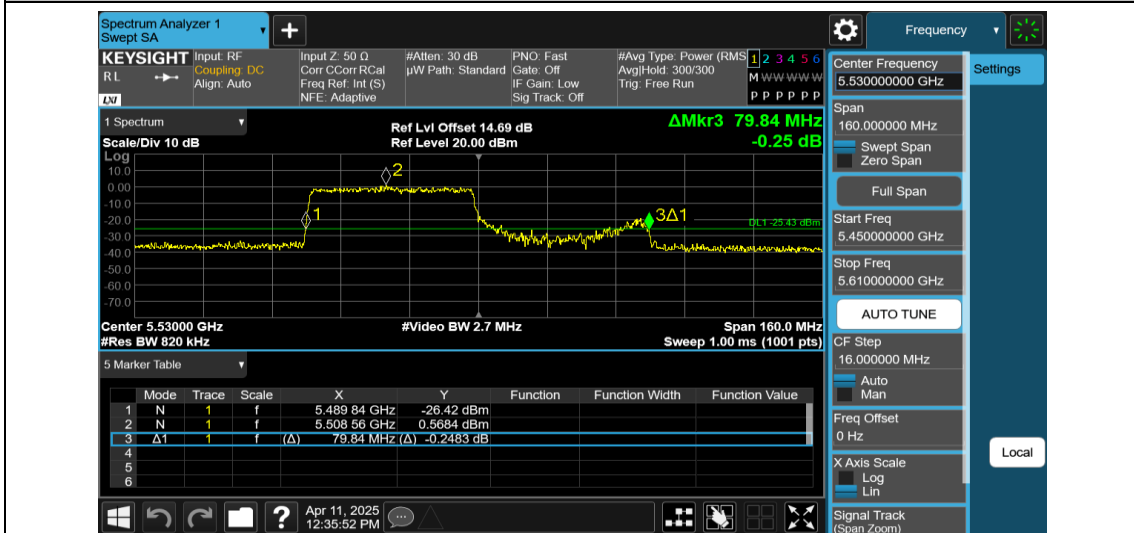 Spectrum Analyzer 1
Swept SA
Frequency
KEYSIGHT
R L
LXI
Input: RF
Coupling: DC
Align: Auto
Input Z: 50 Ω
Corr CCorr RCal
Freq Ref: Int (S)
NFE: Adaptive
#Atten: 30 dB
µW Path: Standard
PNO: Fast
Gate: Off
IF Gain: Low
Sig Track: Off
#Avg Type: Power (RMS
Avg|Hold: 300/300
Trig: Free Run
1 2 3 4 5 6
M W W W W W
P P P P P P
1 Spectrum
Scale/Div 10 dB
Log
Ref Lvl Offset 14.69 dB
Ref Level 20.00 dBm
ΔMkr3 79.84 MHz
-0.25 dB
10.0
0.00
-10.0
-20.0
-30.0
-40.0
-50.0
-60.0
-70.0
1
2
3Δ1
DL1 -25.43 dBm
Center 5.53000 GHz
#Res BW 820 kHz
#Video BW 2.7 MHz
Span 160.0 MHz
Sweep 1.00 ms (1001 pts)
5 Marker Table
Mode Trace Scale X Y Function Function Width Function Value
1 N 1 f 5.489 84 GHz -26.42 dBm
2 N 1 f 5.508 56 GHz 0.5684 dBm
3 Δ1 1 f (Δ) 79.84 MHz (Δ) -0.2483 dB
4
5
6
?
Apr 11, 2025
12:35:52 PM
Center Frequency
5.530000000 GHz
Span
160.000000 MHz
Swept Span
Zero Span
Full Span
Start Freq
5.450000000 GHz
Stop Freq
5.610000000 GHz
AUTO TUNE
CF Step
16.000000 MHz
Auto
Man
Freq Offset
0 Hz
X Axis Scale
Log
Lin
Signal Track
(Span Zoom)
Settings
Local